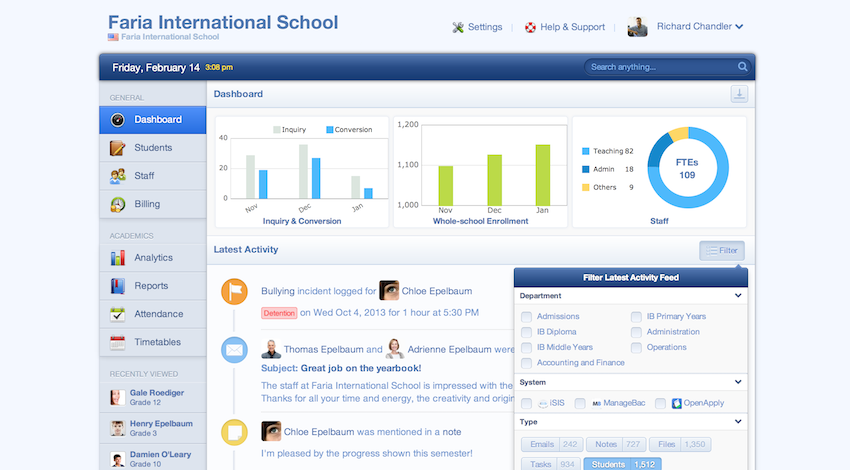 Faria International School
Faria International School
Settings
Help & Support
Richard Chandler
Friday, February 14 3:08 pm
Search anything...
GENERAL
Dashboard
Students
Staff
Billing
ACADEMICS
Analytics
Reports
Attendance
Timetables
RECENTLY VIEWED
Gale Roediger
Grade 12
Henry Epelbaum
Grade 3
Damien O'Leary
Grade 10
Dashboard
Inquiry Conversion
40
20
0
Nov Dec Jan
Inquiry & Conversion
1,200
1,100
1,000
Nov Dec Jan
Whole-school Enrollment
Teaching 82
Admin 18
Others 9
FTEs
109
Staff
Latest Activity
Filter
Bullying incident logged for Chloe Epelbaum
Detention on Wed Oct 4, 2013 for 1 hour at 5:30 PM
Thomas Epelbaum and Adrienne Epelbaum were
Subject: Great job on the yearbook!
The staff at Faria International School is impressed with the
Thanks for all your time and energy, the creativity and origin
Chloe Epelbaum was mentioned in a note
I'm pleased by the progress shown this semester!
Filter Latest Activity Feed
Department
Admissions IB Primary Years
IB Diploma Administration
IB Middle Years Operations
Accounting and Finance
System
iSIS MB ManageBac OpenApply
Type
Emails 242 Notes 727 Files 1,350
Tasks 934 Students 1,512